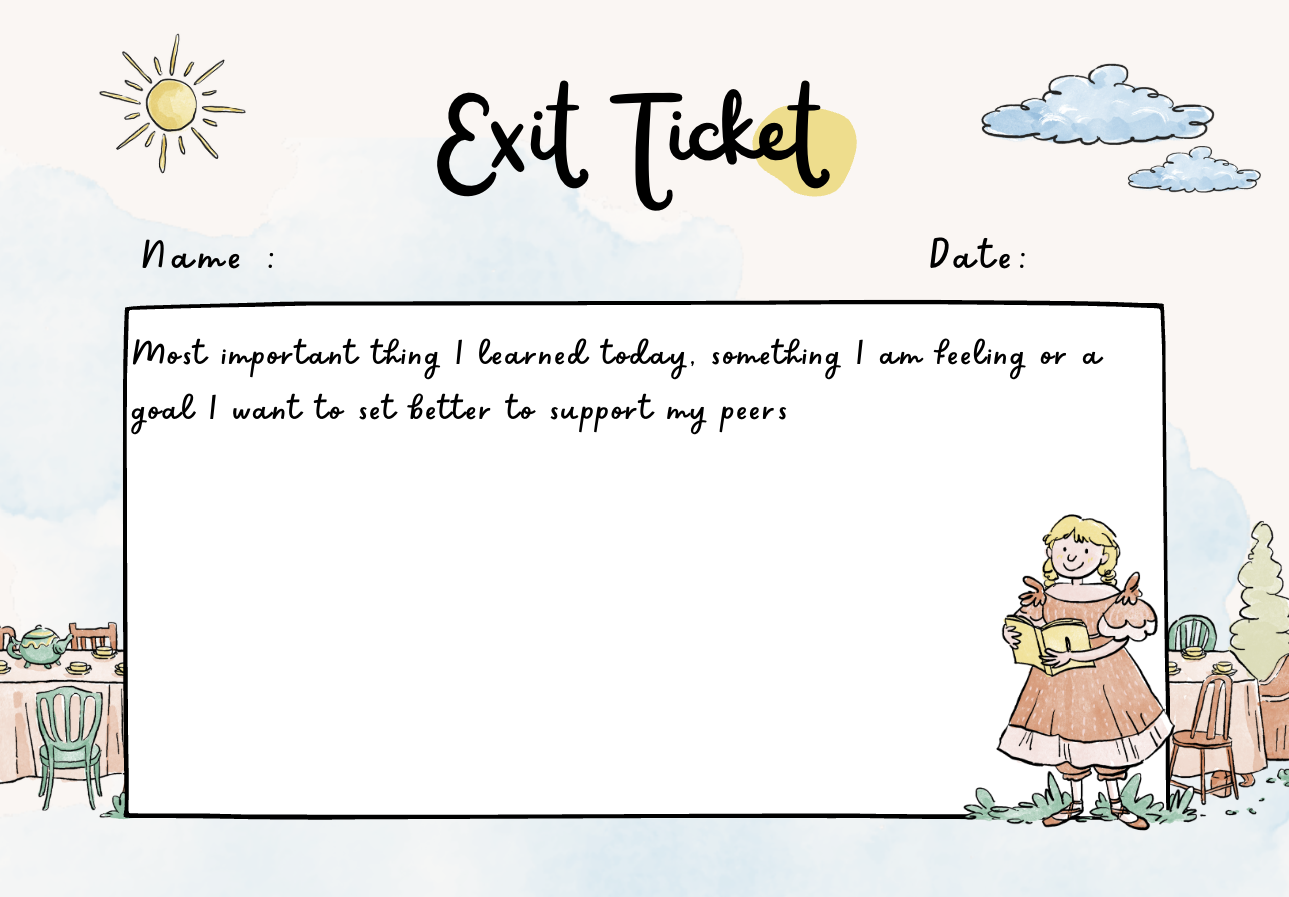 Exit Ticket
Name :
Date:
Most important thing I learned today, something I am feeling or a
goal I want to set better to support my peers